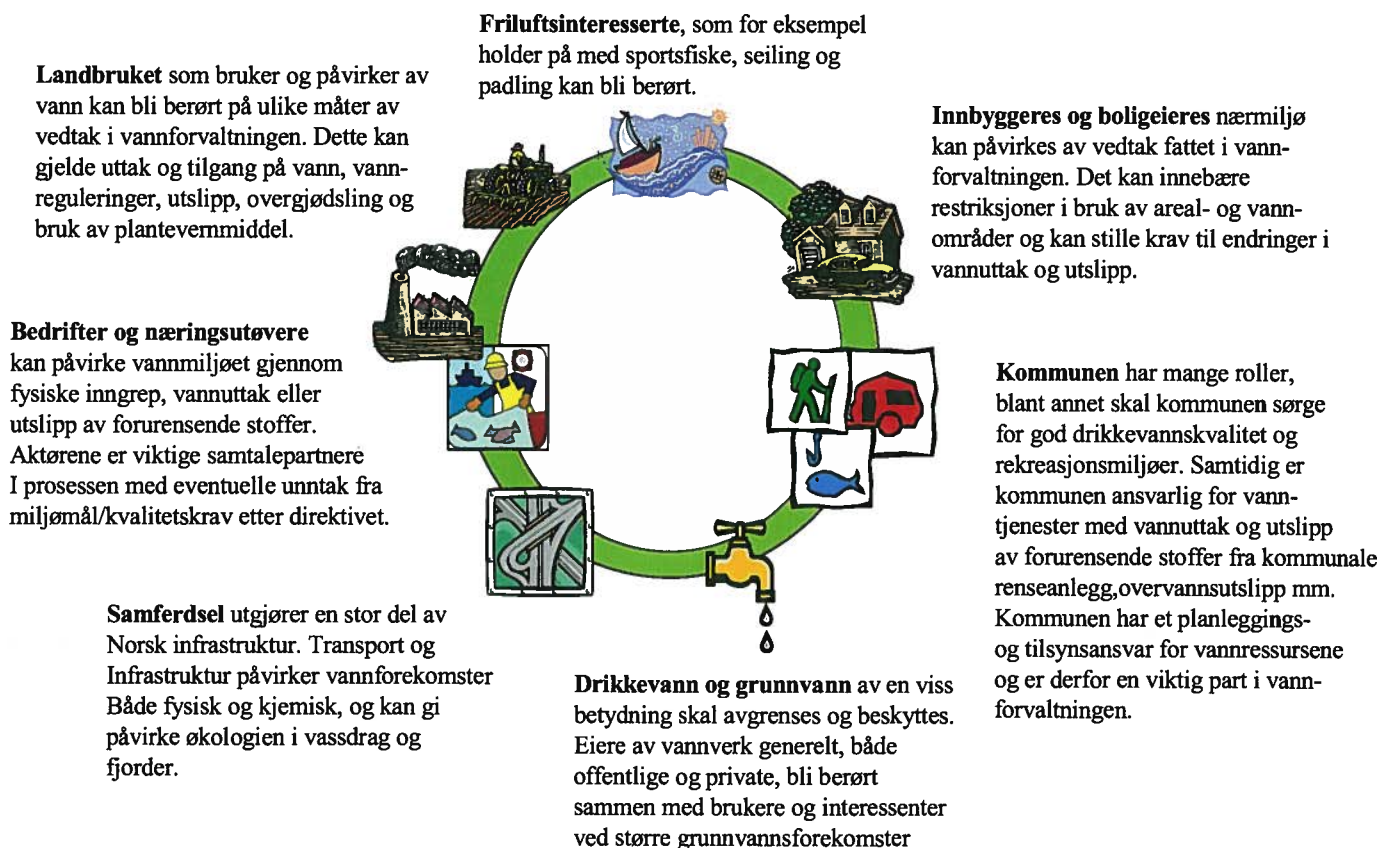 Friluftsinteresserte, som for eksempel
holder på med sportsfiske, seiling og
padling kan bli berørt.
Landbruket som bruker og påvirker av
vann kan bli berørt på ulike måter av
vedtak i vannforvaltningen. Dette kan
gjelde uttak og tilgang på vann, vann-
reguleringer, utslipp, overgjødsling og
bruk av plantevernmiddel.
Innbyggeres og boligeieres nærmiljø
kan påvirkes av vedtak fattet i vann-
forvaltningen. Det kan innebære
restriksjoner i bruk av areal- og vann-
områder og kan stille krav til endringer i
vannuttak og utslipp.
Bedrifter og næringsutøvere
kan påvirke vannmiljøet gjennom
fysiske inngrep, vannuttak eller
utslipp av forurensende stoffer.
Aktørene er viktige samtalepartnere
I prosessen med eventuelle unntak fra
miljømål/kvalitetskrav etter direktivet.
Kommunen har mange roller,
blant annet skal kommunen sørge
for god drikkevannskvalitet og
rekreasjonsmiljøer. Samtidig er
kommunen ansvarlig for vann-
tjenester med vannuttak og utslipp
av forurensende stoffer fra kommunale
renseanlegg,overvannsutslipp mm.
Kommunen har et planleggings-
og tilsynsansvar for vannressursene
og er derfor en viktig part i vann-
forvaltningen.
Samferdsel utgjører en stor del av
Norsk infrastruktur. Transport og
Infrastruktur påvirker vannforekomster
Både fysisk og kjemisk, og kan gi
påvirke økologien i vassdrag og
fjorder.
Drikkevann og grunnvann av en viss
betydning skal avgrenses og beskyttes.
Eiere av vannverk generelt, både
offentlige og private, bli berørt
sammen med brukere og interessenter
ved større grunnvannsforekomster